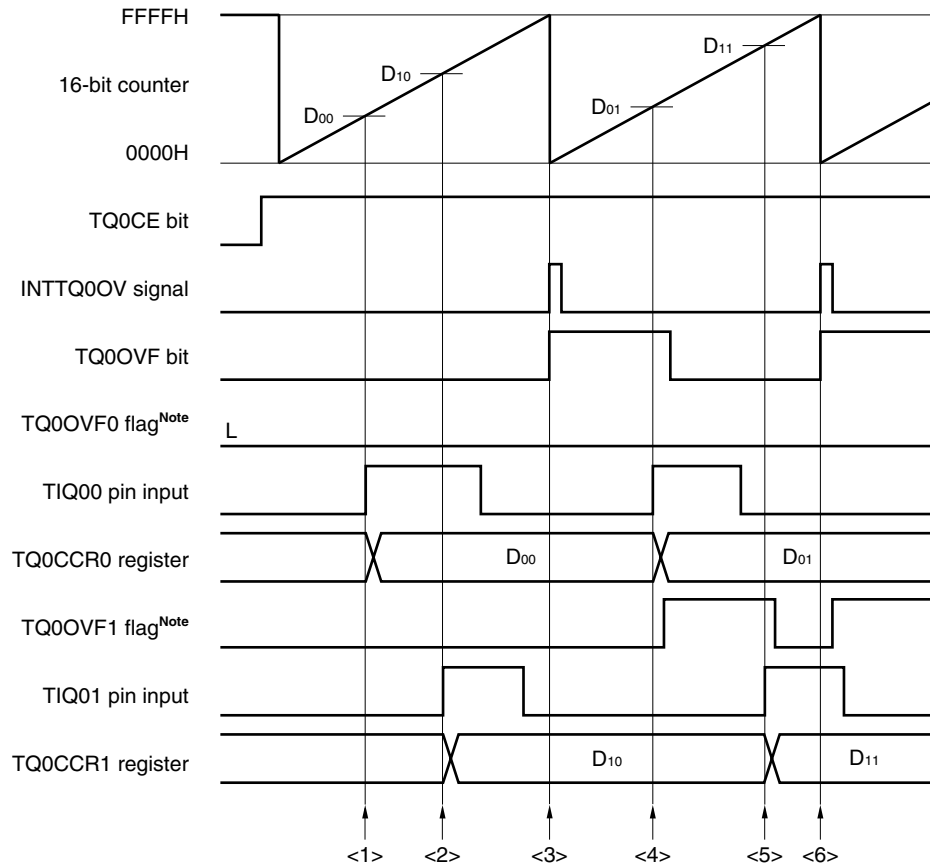 FFFFH
16-bit counter
0000H
D00
D10
D01
D11
TQ0CE bit
INTTQ0OV signal
TQ0OVF bit
TQ0OVF0 flagNote
L
TIQ00 pin input
TQ0CCR0 register
D00
D01
TQ0OVF1 flagNote
TIQ01 pin input
TQ0CCR1 register
D10
D11
<1> <2> <3> <4> <5> <6>